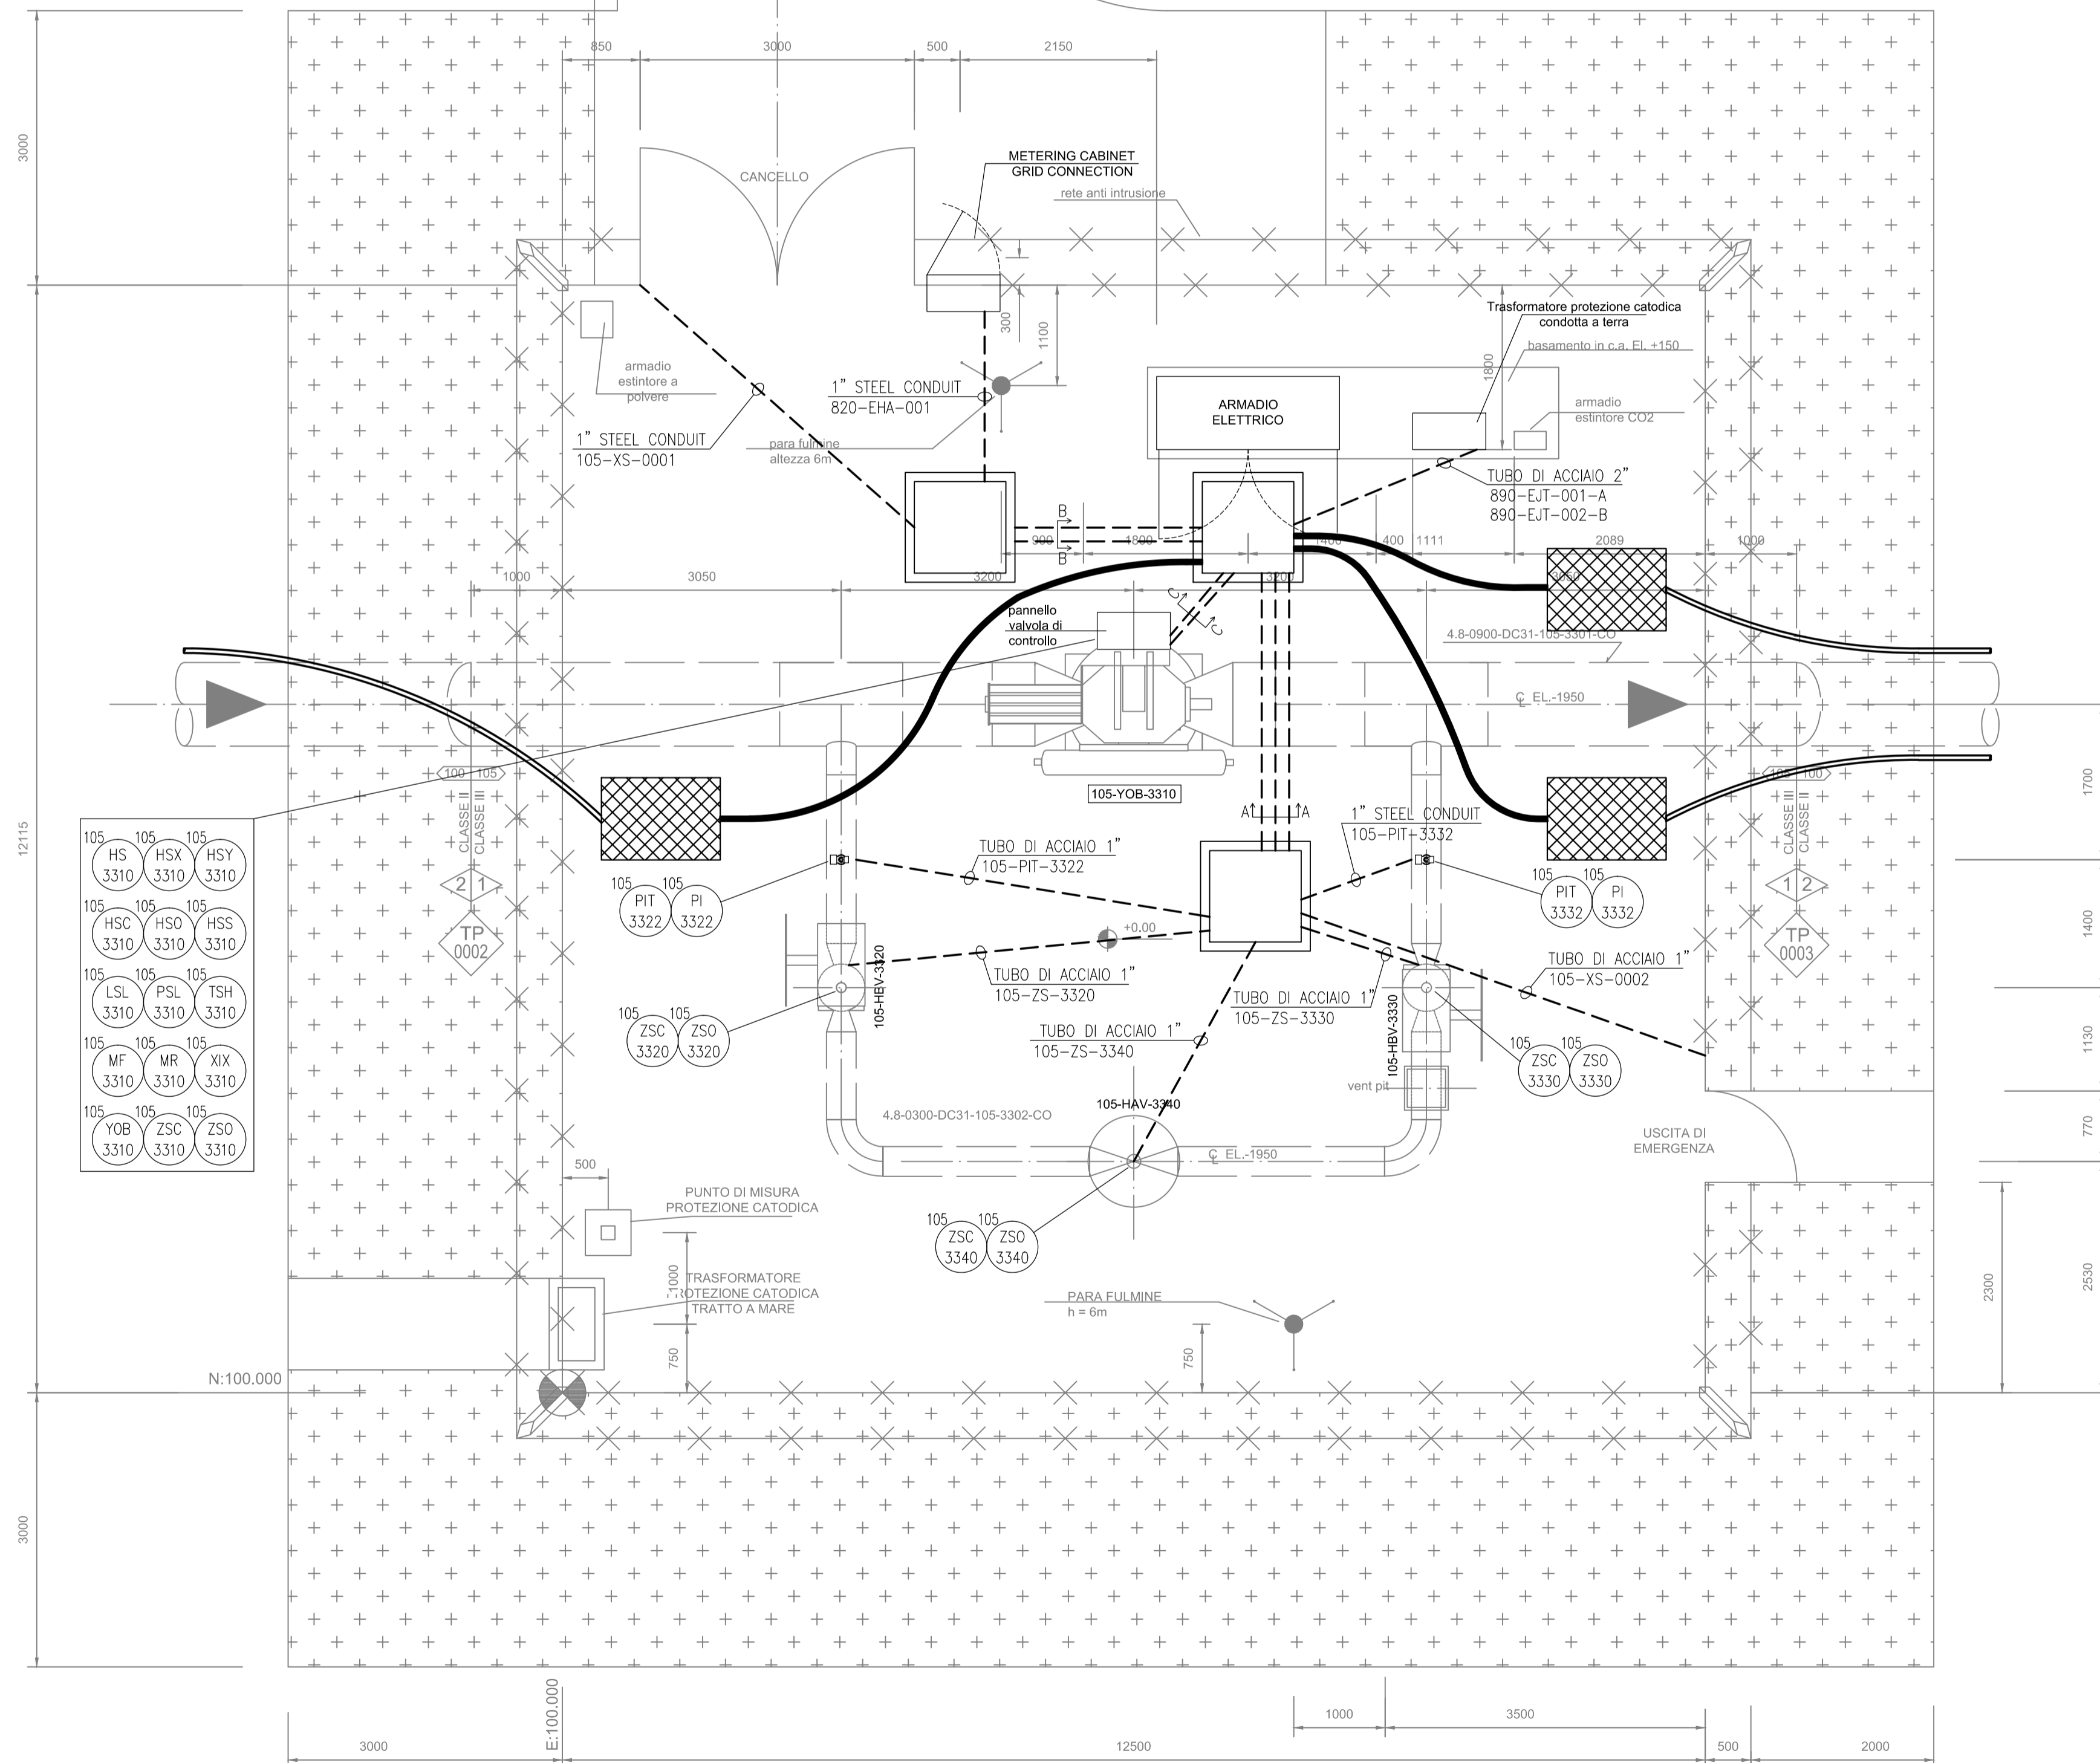 850
3000
500
2150
3000
CANCELLO
METERING CABINET
GRID CONNECTION
rete anti intrusione
300
1100
Trasformatore protezione catodica
condotta a terra
basamento in c.a. El. +150
1800
armadio
estintore a
polvere
1" STEEL CONDUIT
820-EHA-001
ARMADIO
ELETTRICO
armadio
estintore CO2
1" STEEL CONDUIT
105-XS-0001
para fulmine
altezza 6m
TUBO DI ACCIAIO 2"
890-EJT-001-A
890-EJT-002-B
B
B
900
1800
1400
400
1111
2089
1000
1000
3050
3200
3200
3050
C
C
pannello
valvola di
controllo
4.8-0900-DC31-105-3301-CO
℄ EL.-1950
100
105
105
100
CLASSE II
CLASSE III
CLASSE III
CLASSE II
105-YOB-3310
A
A
12115
1700
105
HS
3310
105
HSX
3310
105
HSY
3310
105
HSC
3310
105
HSO
3310
105
HSS
3310
105
LSL
3310
105
PSL
3310
105
TSH
3310
105
MF
3310
105
MR
3310
105
XIX
3310
105
YOB
3310
105
ZSC
3310
105
ZSO
3310
2
1
TP
0002
1
2
TP
0003
TUBO DI ACCIAIO 1"
105-PIT-3322
1" STEEL CONDUIT
105-PIT-3332
105
PIT
3322
105
PI
3322
105
PIT
3332
105
PI
3332
1400
+0.00
105-HBV-3320
TUBO DI ACCIAIO 1"
105-ZS-3320
TUBO DI ACCIAIO 1"
105-ZS-3330
TUBO DI ACCIAIO 1"
105-XS-0002
TUBO DI ACCIAIO 1"
105-ZS-3340
105-HBV-3330
105
ZSC
3320
105
ZSO
3320
105
ZSC
3330
105
ZSO
3330
1130
vent pit
105-HAV-3340
4.8-0300-DC31-105-3302-CO
℄ EL.-1950
USCITA DI
EMERGENZA
770
500
PUNTO DI MISURA
PROTEZIONE CATODICA
105
ZSC
3340
105
ZSO
3340
1000
TRASFORMATORE
PROTEZIONE CATODICA
TRATTO A MARE
PARA FULMINE
h = 6m
2300
2530
750
750
N:100.000
3000
E:100.000
1000
3500
3000
12500
500
2000